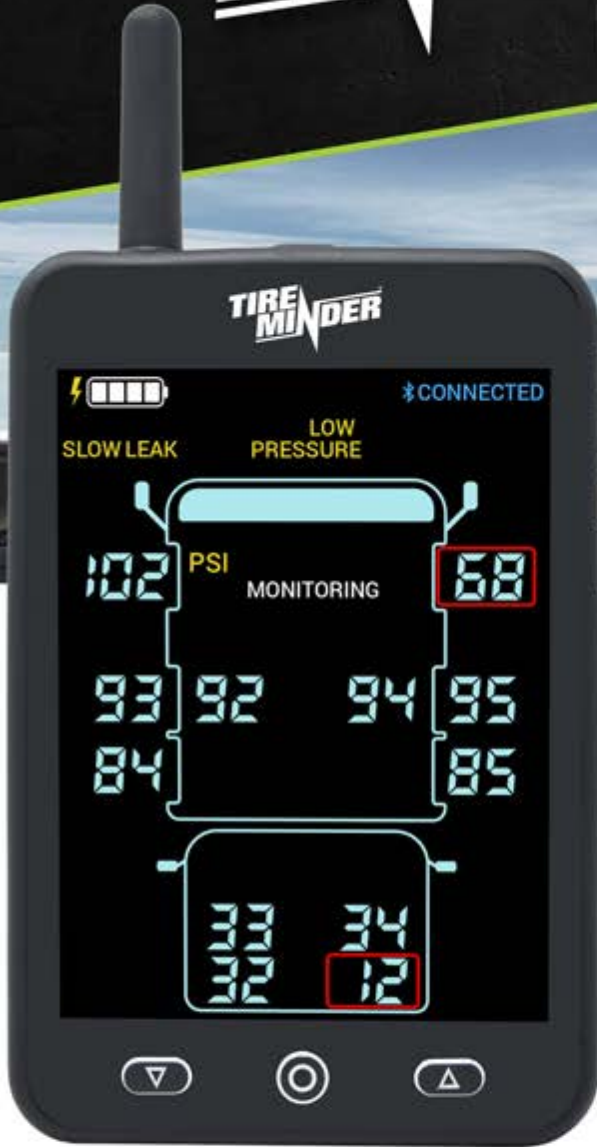 TIRE
MINDER
CONNECTED
SLOW LEAK
LOW
PRESSURE
102
PSI
MONITORING
68
93 92 94 95
84 85
33 34
32 12